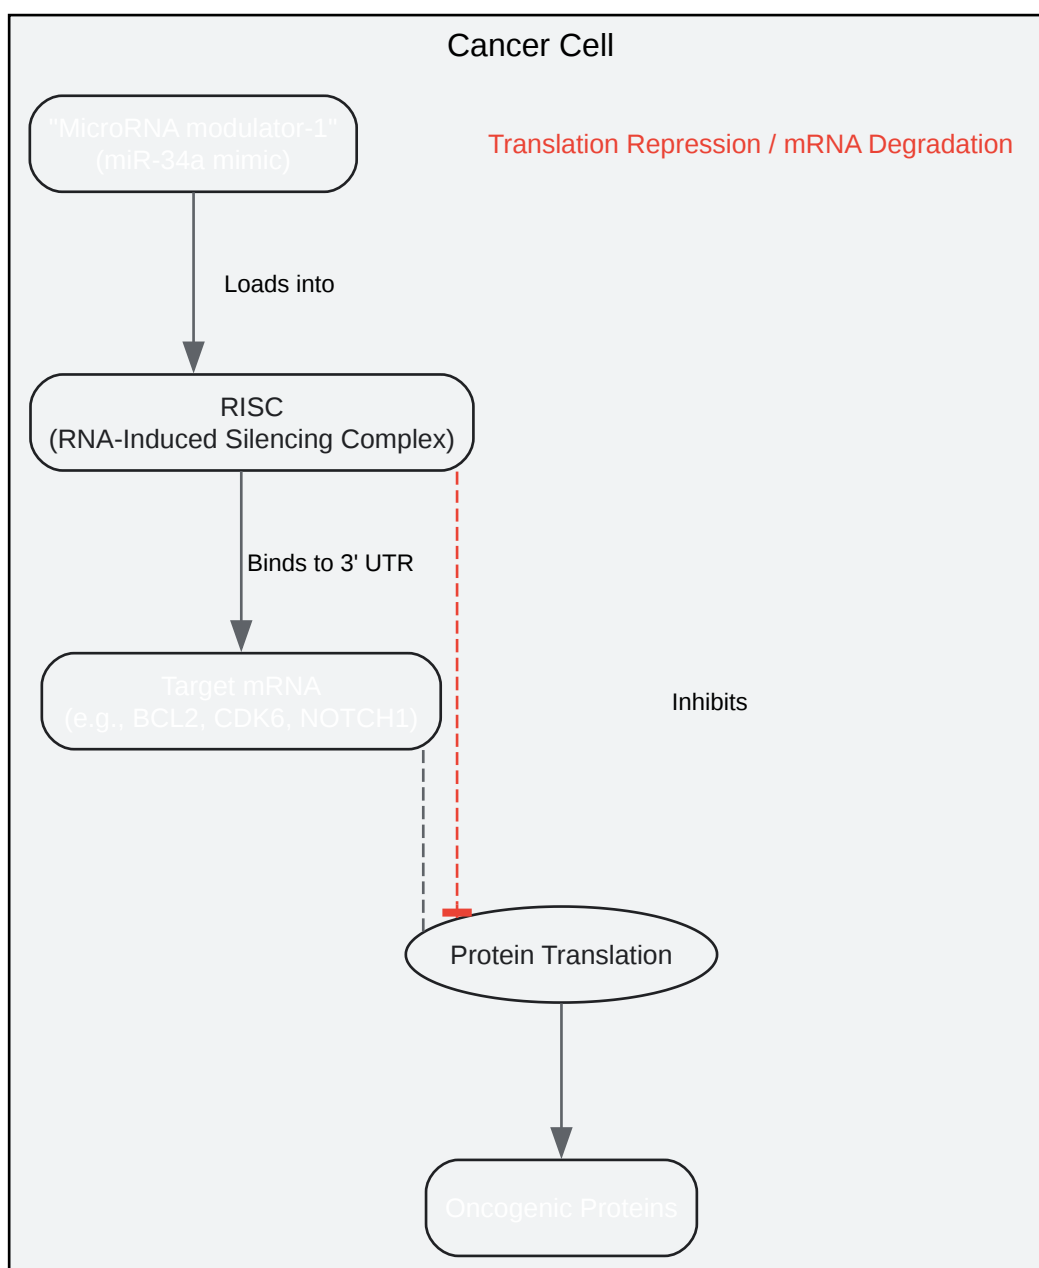 Cancer Cell
"MicroRNA modulator-1"
(miR-34a mimic)
Translation Repression / mRNA Degradation
Loads into
RISC
(RNA-Induced Silencing Complex)
Binds to 3' UTR
Target mRNA
(e.g., BCL2, CDK6, NOTCH1)
Inhibits
Protein Translation
Oncogenic Proteins